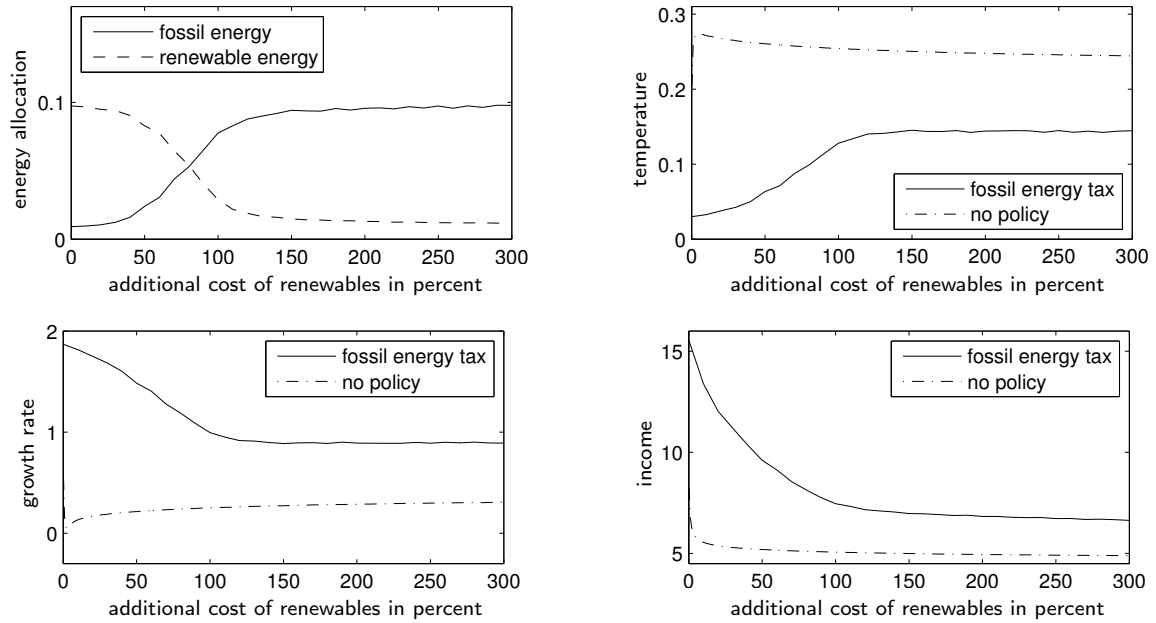 fossil energy
renewable energy
energy allocation
0.1
0
0 50 100 150 200 250 300
additional cost of renewables in percent
temperature
0.3
0.2
0.1
0
fossil energy tax
no policy
0 50 100 150 200 250 300
additional cost of renewables in percent
growth rate
2
1
0
fossil energy tax
no policy
0 50 100 150 200 250 300
additional cost of renewables in percent
income
15
10
5
fossil energy tax
no policy
0 50 100 150 200 250 300
additional cost of renewables in percent